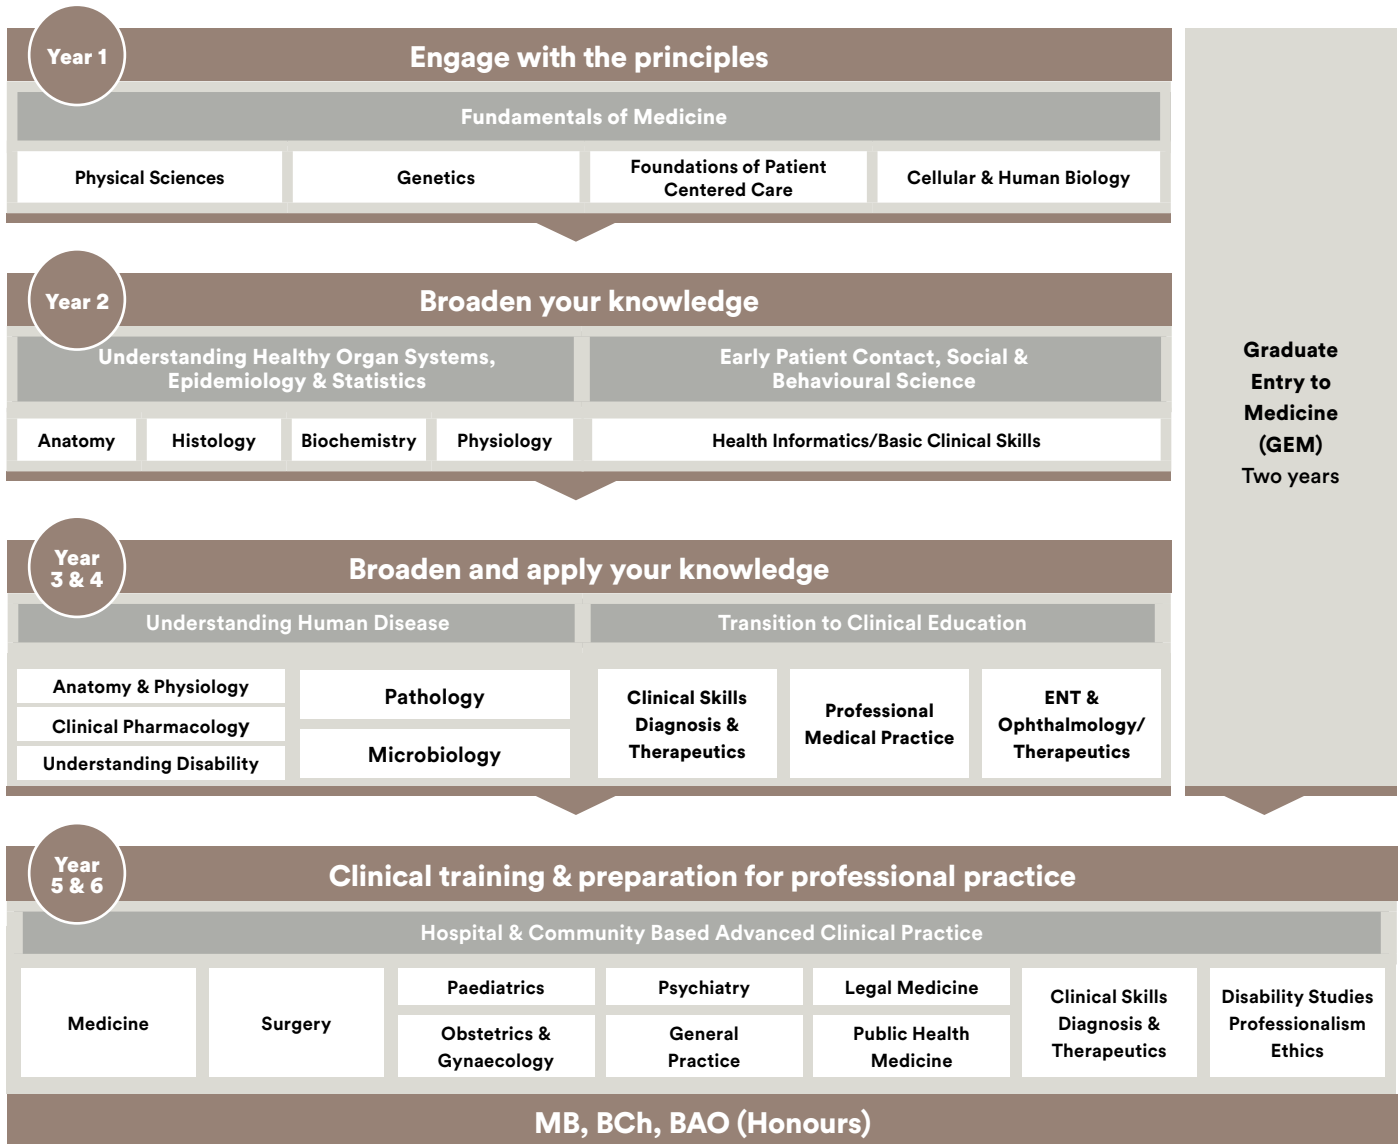 Year 1
Engage with the principles
Fundamentals of Medicine
Physical Sciences
Genetics
Foundations of Patient
Centered Care
Cellular & Human Biology
Year 2
Broaden your knowledge
Understanding Healthy Organ Systems,
Epidemiology & Statistics
Early Patient Contact, Social &
Behavioural Science
Anatomy
Histology
Biochemistry
Physiology
Health Informatics/Basic Clinical Skills
Year
3 & 4
Broaden and apply your knowledge
Understanding Human Disease
Transition to Clinical Education
Anatomy & Physiology
Clinical Pharmacology
Understanding Disability
Pathology
Microbiology
Clinical Skills
Diagnosis &
Therapeutics
Professional
Medical Practice
ENT &
Ophthalmology/
Therapeutics
Graduate
Entry to
Medicine
(GEM)
Two years
Year
5 & 6
Clinical training & preparation for professional practice
Hospital & Community Based Advanced Clinical Practice
Medicine
Surgery
Paediatrics
Obstetrics &
Gynaecology
Psychiatry
General
Practice
Legal Medicine
Public Health
Medicine
Clinical Skills
Diagnosis &
Therapeutics
Disability Studies
Professionalism
Ethics
MB, BCh, BAO (Honours)